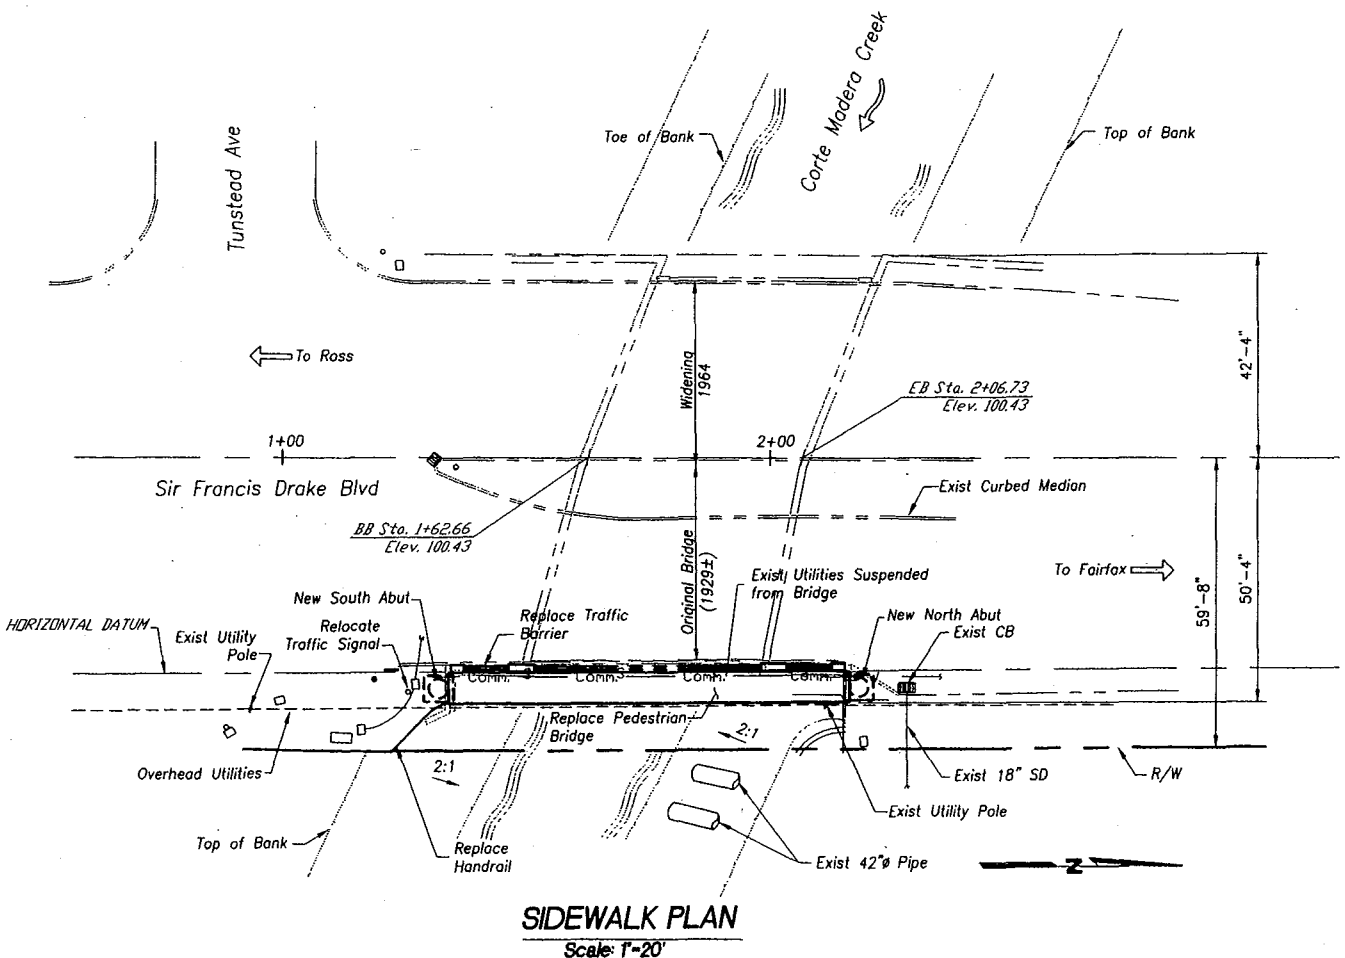 Corte Madera Creek
Tunstead Ave
Toe of Bank
Top of Bank
To Ross
Widening
1964
EB Sta. 2+06.73
Elev. 100.43
42'-4"
1+00
2+00
Sir Francis Drake Blvd
Exist Curbed Median
BB Sta. 1+62.66
Elev. 100.43
Original Bridge
(1929±)
Exist Utilities Suspended
from Bridge
To Fairfax
59'-8"
50'-4"
New South Abut
Replace Traffic
Barrier
New North Abut
Exist CB
HORIZONTAL DATUM
Exist Utility
Pole
Relocate
Traffic Signal
Comm.
Comm.
Comm.
Comm.
Replace Pedestrian
Bridge
2:1
2:1
Overhead Utilities
Exist 18" SD
R/W
Exist Utility Pole
Top of Bank
Replace
Handrail
Exist 42"ø Pipe
Z
SIDEWALK PLAN
Scale: 1"=20'